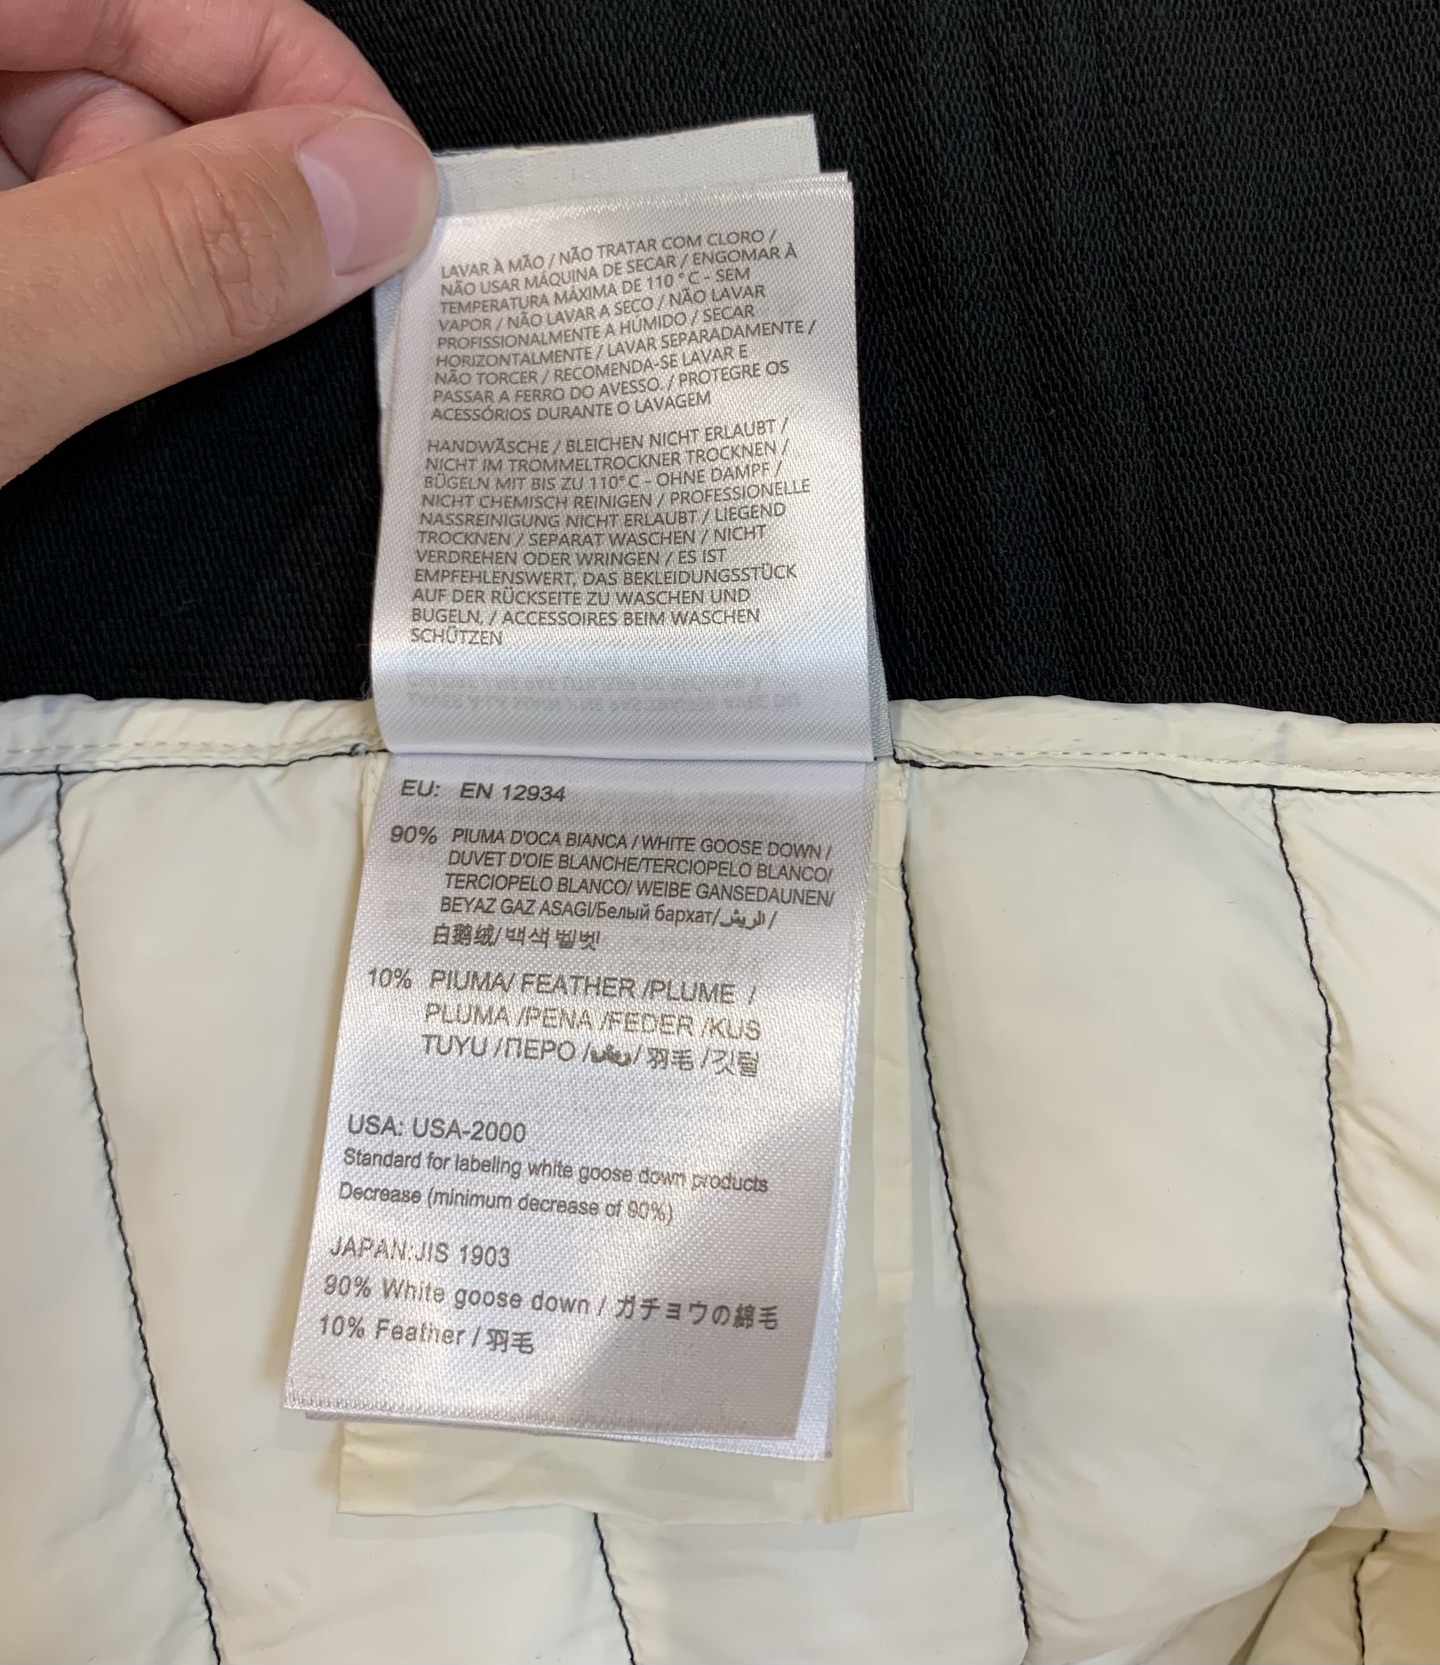 LAVAR À MÃO / NÃO TRATAR COM CLORO /
NÃO USAR MÁQUINA DE SECAR / ENGOMAR À
TEMPERATURA MÁXIMA DE 110 °C - SEM
VAPOR / NÃO LAVAR A SECO / NÃO LAVAR
PROFISSIONALMENTE A HÚMIDO / SECAR
HORIZONTALMENTE / LAVAR SEPARADAMENTE /
NÃO TORCER / RECOMENDA-SE LAVAR E
PASSAR A FERRO DO AVESSO. / PROTEGRE OS
ACESSÓRIOS DURANTE O LAVAGEM
HANDWÄSCHE / BLEICHEN NICHT ERLAUBT /
NICHT IM TROMMELTROCKNER TROCKNEN /
BÜGELN MIT BIS ZU 110°C - OHNE DAMPF /
NICHT CHEMISCH REINIGEN / PROFESSIONELLE
NASSREINIGUNG NICHT ERLAUBT / LIEGEND
TROCKNEN / SEPARAT WASCHEN / NICHT
VERDREHEN ODER WRINGEN / ES IST
EMPFEHLENSWERT, DAS BEKLEIDUNGSSTÜCK
AUF DER RÜCKSEITE ZU WASCHEN UND
BUGELN, / ACCESSOIRES BEIM WASCHEN
SCHÜTZEN
EU: EN 12934
90% PIUMA D'OCA BIANCA / WHITE GOOSE DOWN /
DUVET D'OIE BLANCHE/TERCIOPELO BLANCO/
TERCIOPELO BLANCO/ WEIBE GANSEDAUNEN/
BEYAZ GAZ ASAGI/Белый бархат/الريش/
白鹅绒/ 백색 벨벳
10% PIUMA/ FEATHER /PLUME /
PLUMA /PENA /FEDER /KUS
TUYU /ПЕРО /ريش/ 羽毛 /깃털
USA: USA-2000
Standard for labeling white goose down products
Decrease (minimum decrease of 90%)
JAPAN:JIS 1903
90% White goose down / ガチョウの綿毛
10% Feather / 羽毛